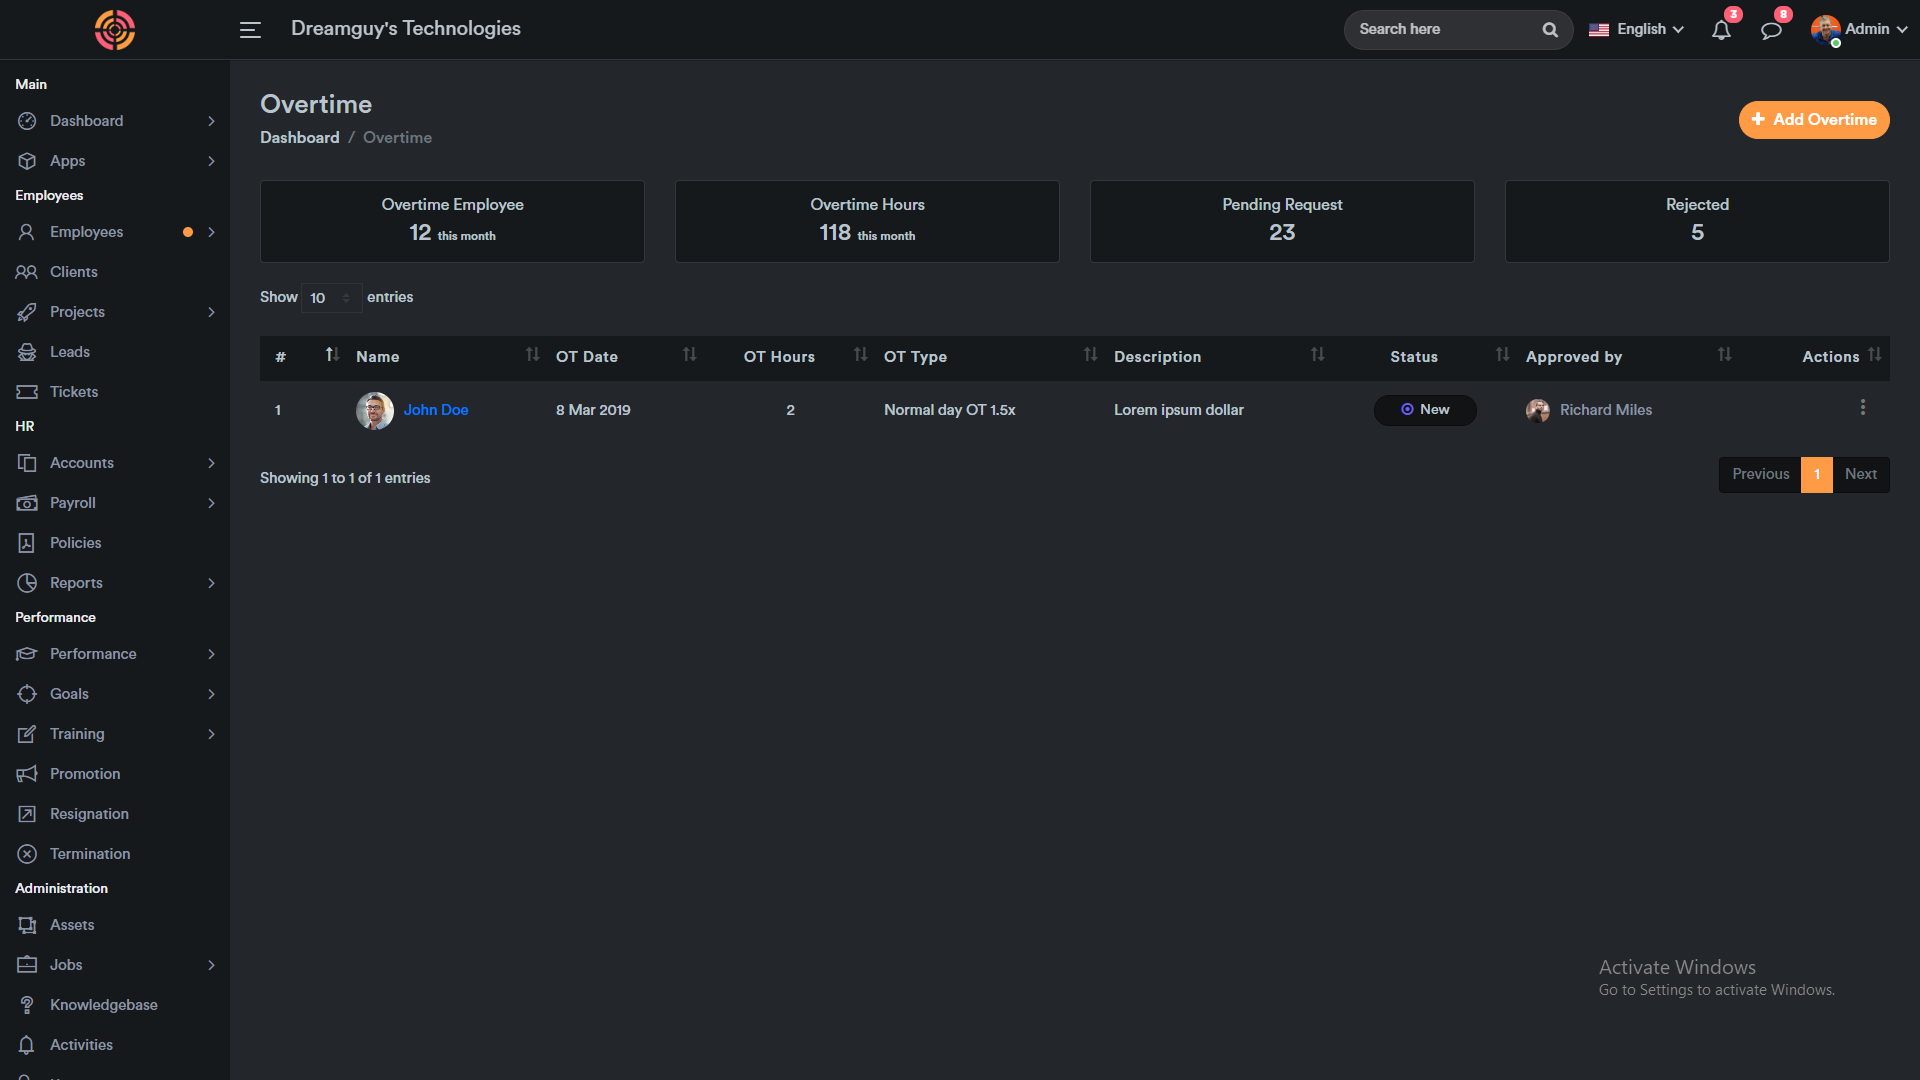 Dreamguy's Technologies
Search here
English
3
8
Admin
Main
Dashboard
Apps
Employees
Employees
Clients
Projects
Leads
Tickets
HR
Accounts
Payroll
Policies
Reports
Performance
Performance
Goals
Training
Promotion
Resignation
Termination
Administration
Assets
Jobs
Knowledgebase
Activities
Overtime
Dashboard / Overtime
+ Add Overtime
Overtime Employee
12 this month
Overtime Hours
118 this month
Pending Request
23
Rejected
5
Show 10 entries
# Name OT Date OT Hours OT Type Description Status Approved by Actions
1 John Doe 8 Mar 2019 2 Normal day OT 1.5x Lorem ipsum dollar New Richard Miles
Showing 1 to 1 of 1 entries
Previous 1 Next
Activate Windows
Go to Settings to activate Windows.